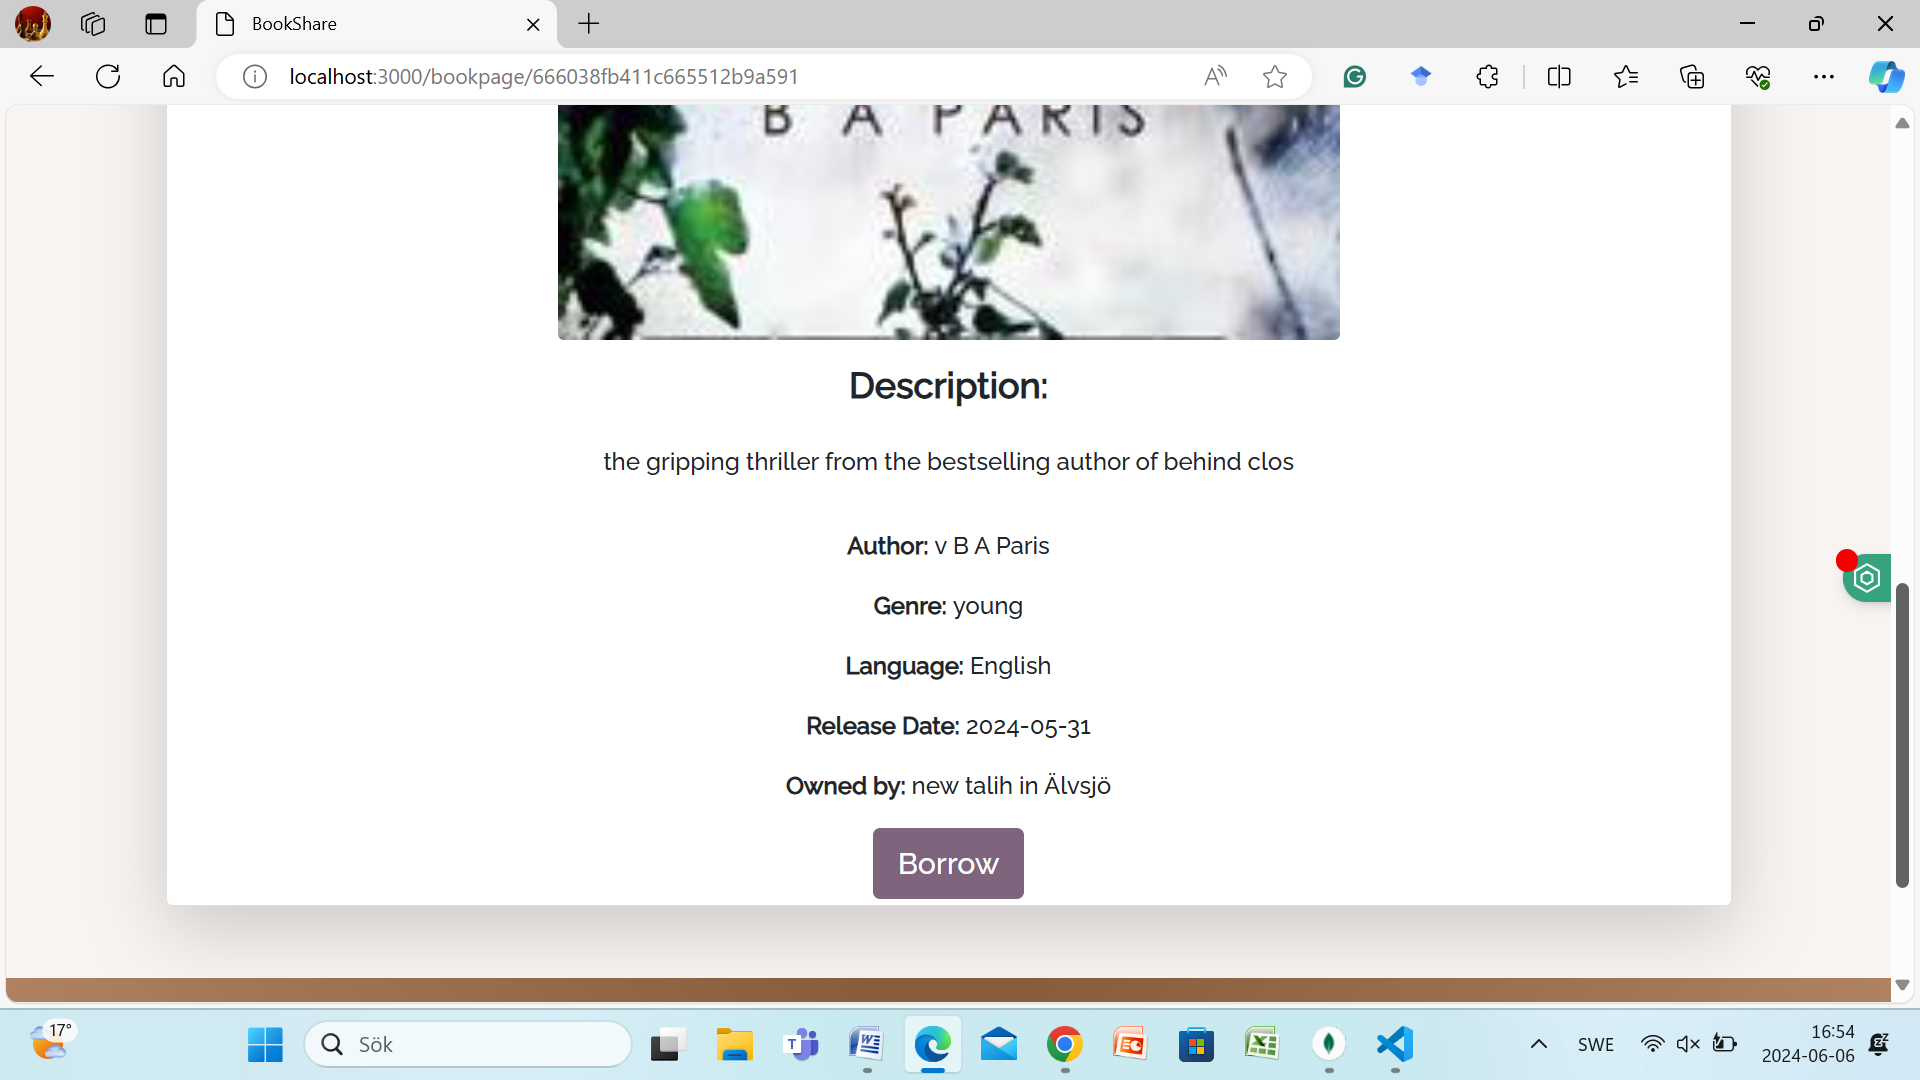 BookShare
localhost:3000/bookpage/666038fb411c665512b9a591
B A PARIS
Description:
the gripping thriller from the bestselling author of behind clos
Author: v B A Paris
Genre: young
Language: English
Release Date: 2024-05-31
Owned by: new talih in Älvsjö
Borrow
17°
Sök
SWE
16:54
2024-06-06